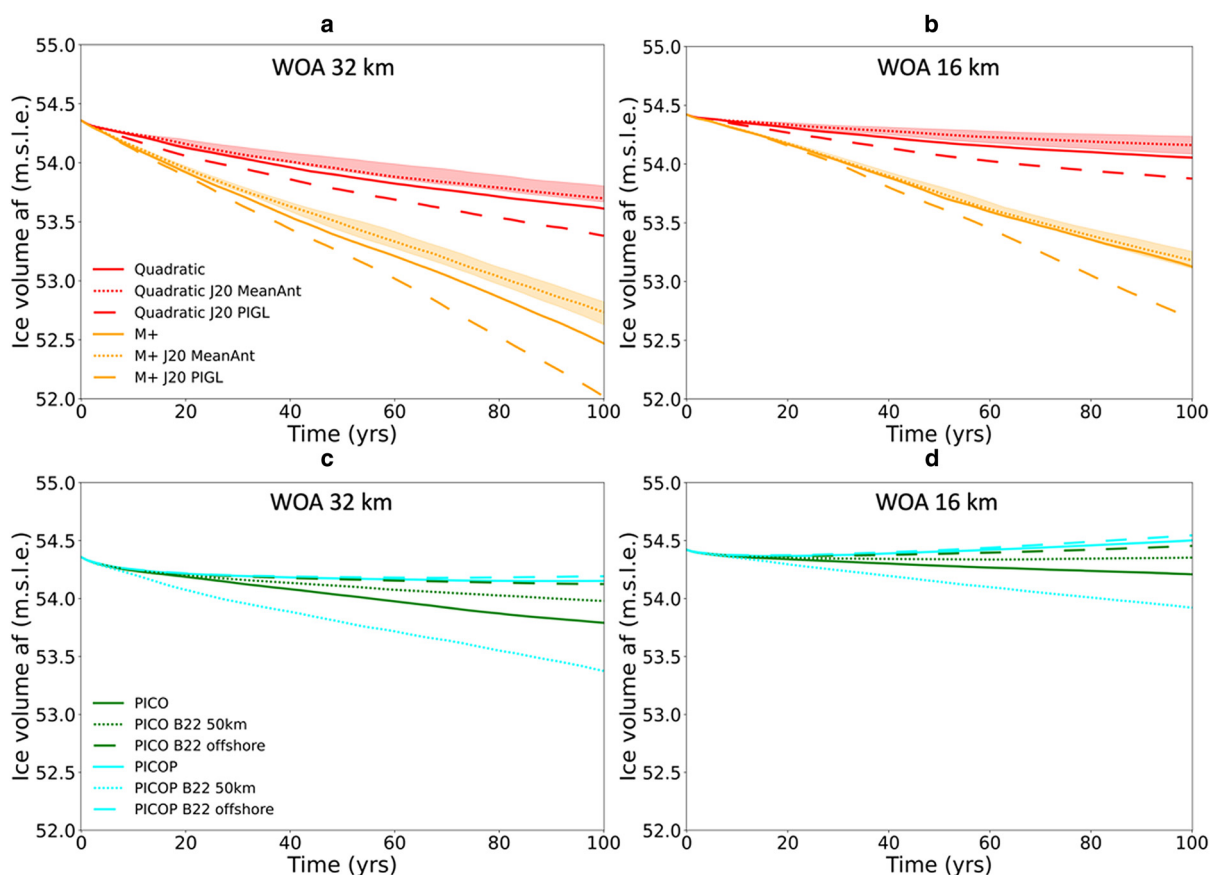 a
WOA 32 km
Ice volume af (m.s.l.e.)
55.0
54.5
54.0
53.5
53.0
52.5
52.0
Quadratic
Quadratic J20 MeanAnt
Quadratic J20 PIGL
M+
M+ J20 MeanAnt
M+ J20 PIGL
0 20 40 60 80 100
Time (yrs)
b
WOA 16 km
Ice volume af (m.s.l.e.)
55.0
54.5
54.0
53.5
53.0
52.5
52.0
0 20 40 60 80 100
Time (yrs)
c
WOA 32 km
Ice volume af (m.s.l.e.)
55.0
54.5
54.0
53.5
53.0
52.5
52.0
PICO
PICO B22 50km
PICO B22 offshore
PICOP
PICOP B22 50km
PICOP B22 offshore
0 20 40 60 80 100
Time (yrs)
d
WOA 16 km
Ice volume af (m.s.l.e.)
55.0
54.5
54.0
53.5
53.0
52.5
52.0
0 20 40 60 80 100
Time (yrs)